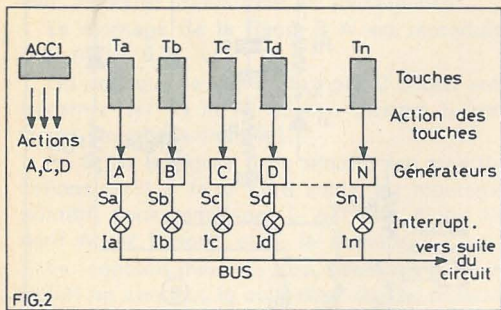 ACC1
Ta Tb Tc Td Tn
Touches
Action des
touches
Actions
A,C,D
A B C D N
Générateurs
Sa Sb Sc Sd Sn
Interrupt.
Ia Ib Ic Id In
vers suite
du
circuit
BUS
FIG.2